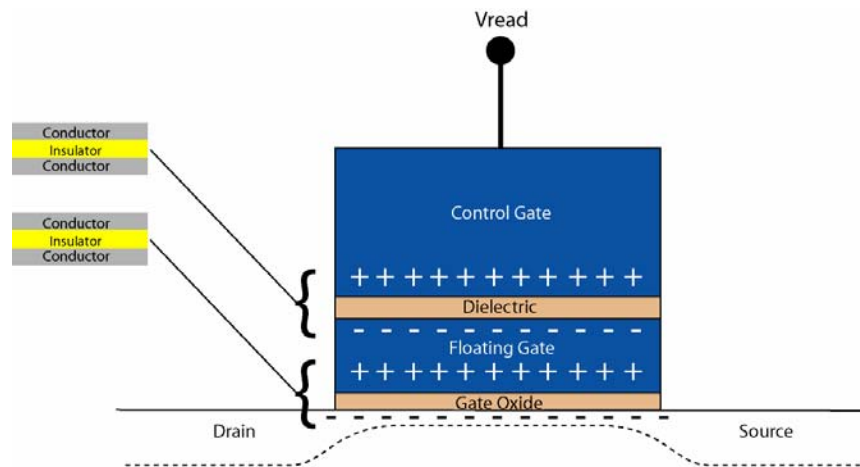 Vread
Conductor
Insulator
Conductor
Conductor
Insulator
Conductor
Control Gate
+ + + + + + + + + +
Dielectric
- - - - - - - - - - -
Floating Gate
+ + + + + + + + + +
Gate Oxide
- - - - - - - - - - - - -
Drain
Source